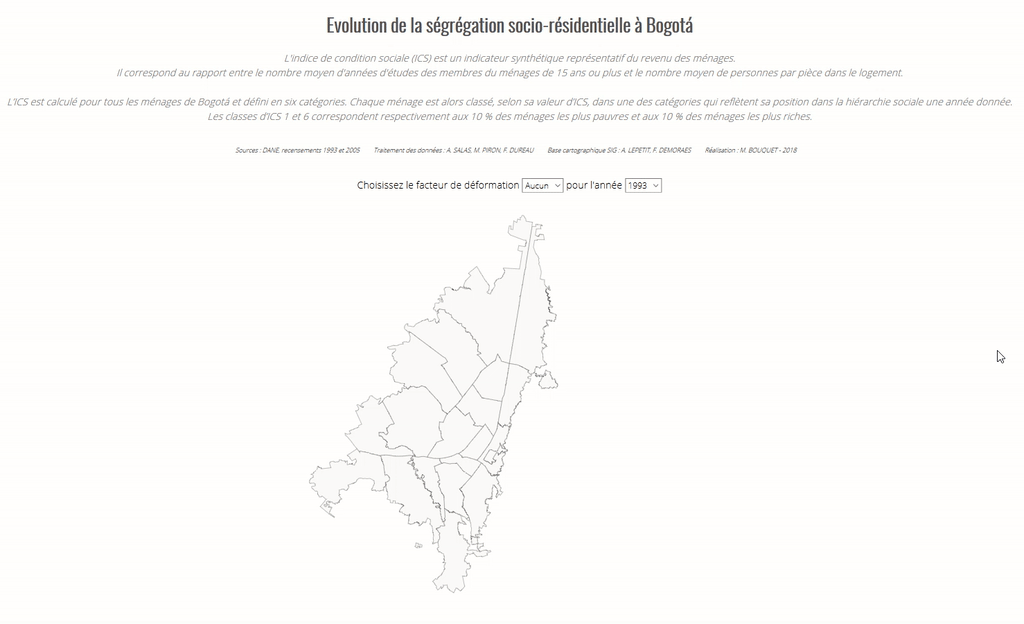 Evolution de la ségrégation socio-résidentielle à Bogotá
L'indice de condition sociale (ICS) est un indicateur synthétique représentatif du revenu des ménages.
Il correspond au rapport entre le nombre moyen d'années d'études des membres du ménages de 15 ans ou plus et le nombre moyen de personnes par pièce dans le logement.
L'ICS est calculé pour tous les ménages de Bogotá et défini en six catégories. Chaque ménage est alors classé, selon sa valeur d'ICS, dans une des catégories qui reflètent sa position dans la hiérarchie sociale une année donnée.
Les classes d'ICS 1 et 6 correspondent respectivement aux 10 % des ménages les plus pauvres et aux 10 % des ménages les plus riches.
Sources : DANE, recensements 1993 et 2005 Traitement des données : A. SALAS, M. PIRON, F. DUREAU Base cartographique SIG : A. LEPETIT, F. DEMORAES Réalisation : M. BOUQUET - 2018
Choisissez le facteur de déformation Aucun pour l'année 1993